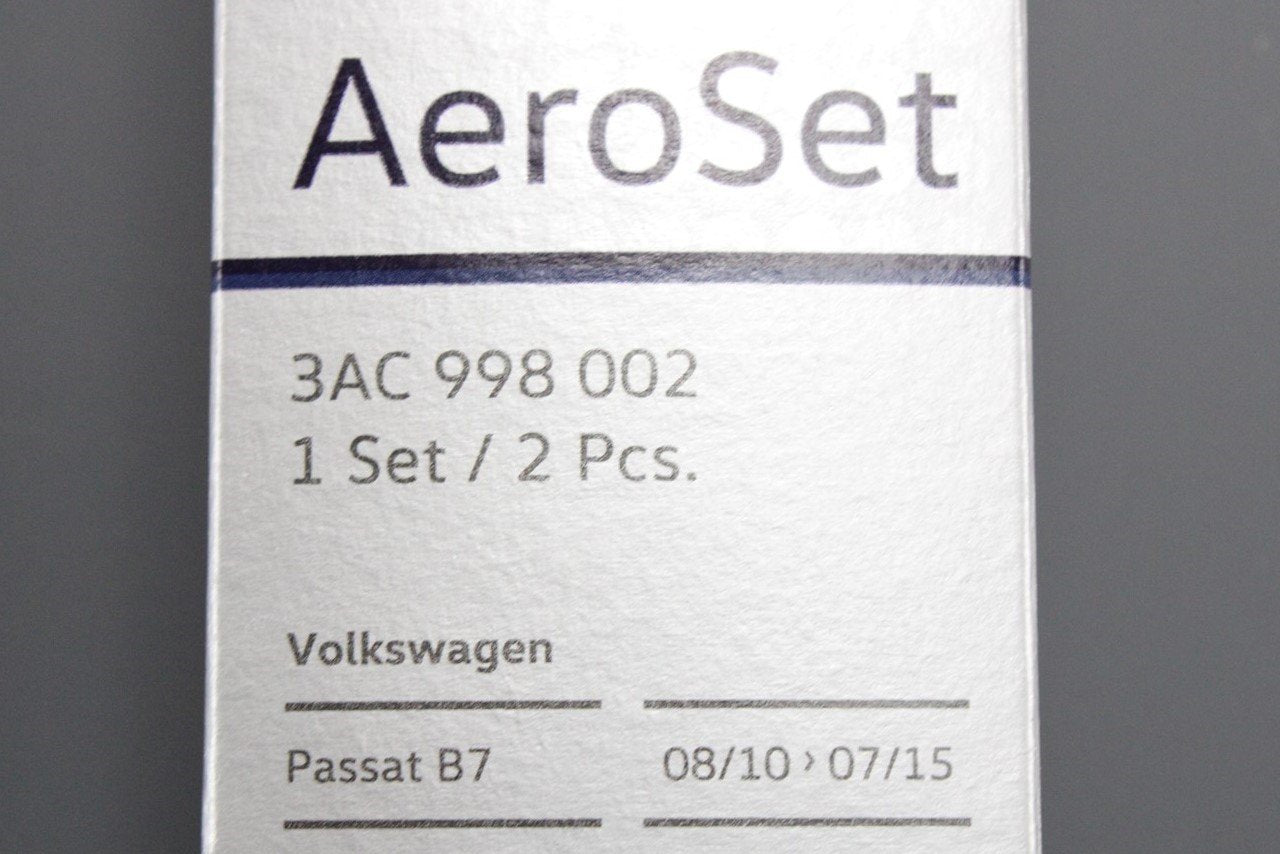 AeroSet
3AC 998 002
1 Set / 2 Pcs.
Volkswagen
Passat B7 08/10 › 07/15